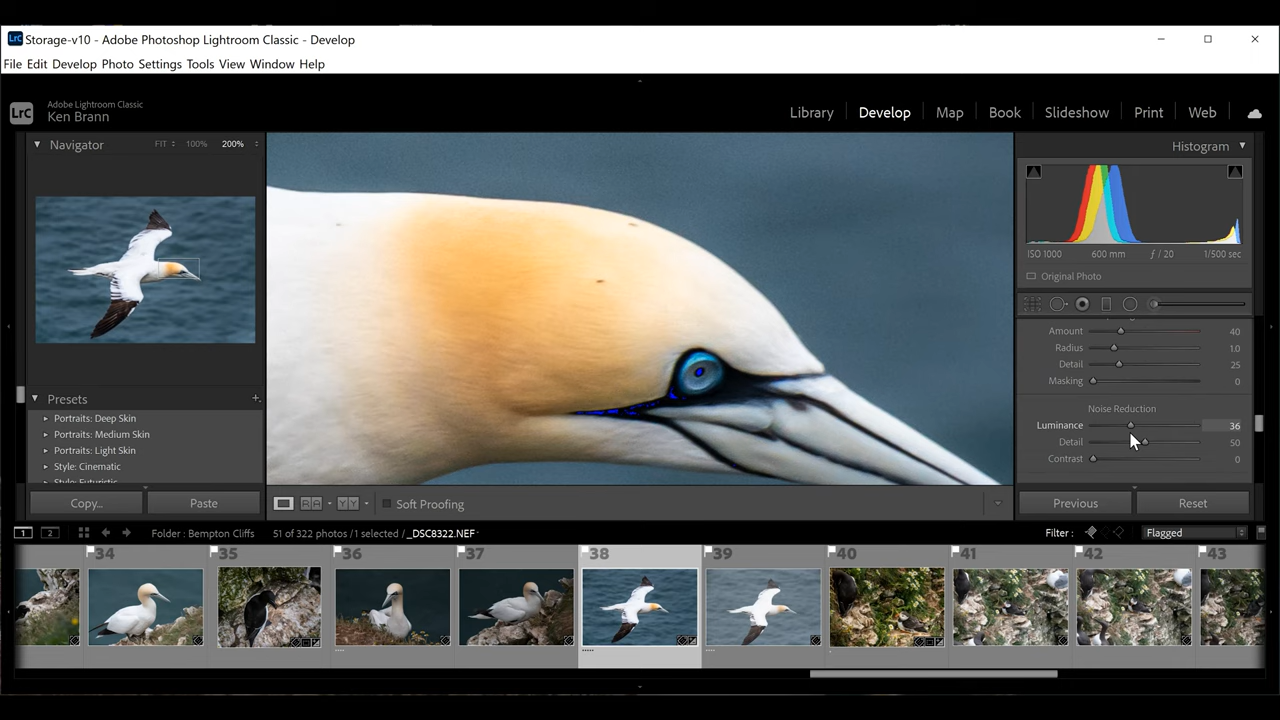 Storage-v10 - Adobe Photoshop Lightroom Classic - Develop
File Edit Develop Photo Settings Tools View Window Help
LrC
Adobe Lightroom Classic
Ken Brann
Library
Develop
Map
Book
Slideshow
Print
Web
Navigator
FIT
100%
200%
Presets
Portraits: Deep Skin
Portraits: Medium Skin
Portraits: Light Skin
Style: Cinematic
Style: Futuristic
Copy...
Paste
Soft Proofing
Histogram
ISO 1000
600 mm
ƒ / 20
1/500 sec
Original Photo
Amount 40
Radius 1.0
Detail 25
Masking 0
Noise Reduction
Luminance 36
Detail 50
Contrast 0
Previous
Reset
1 2
Folder : Bempton Cliffs
51 of 322 photos / 1 selected / _DSC8322.NEF
Filter :
Flagged
34
35
36
37
38
39
40
41
42
43